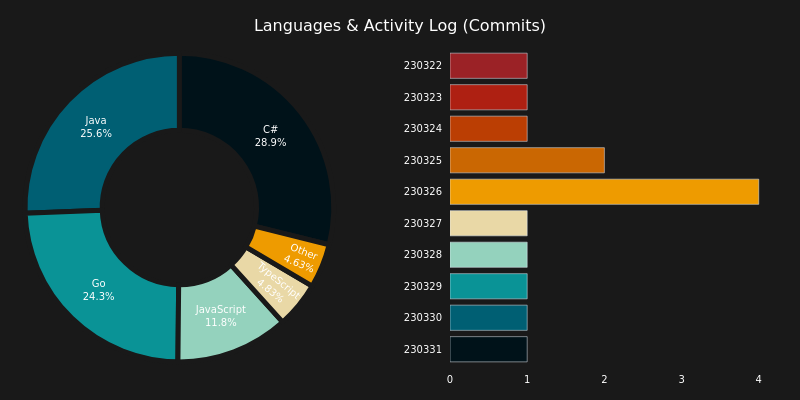 Languages & Activity Log (Commits)
Java
25.6%
C#
28.9%
Other
4.63%
TypeScript
4.83%
JavaScript
11.8%
Go
24.3%
230322
230323
230324
230325
230326
230327
230328
230329
230330
230331
0 1 2 3 4